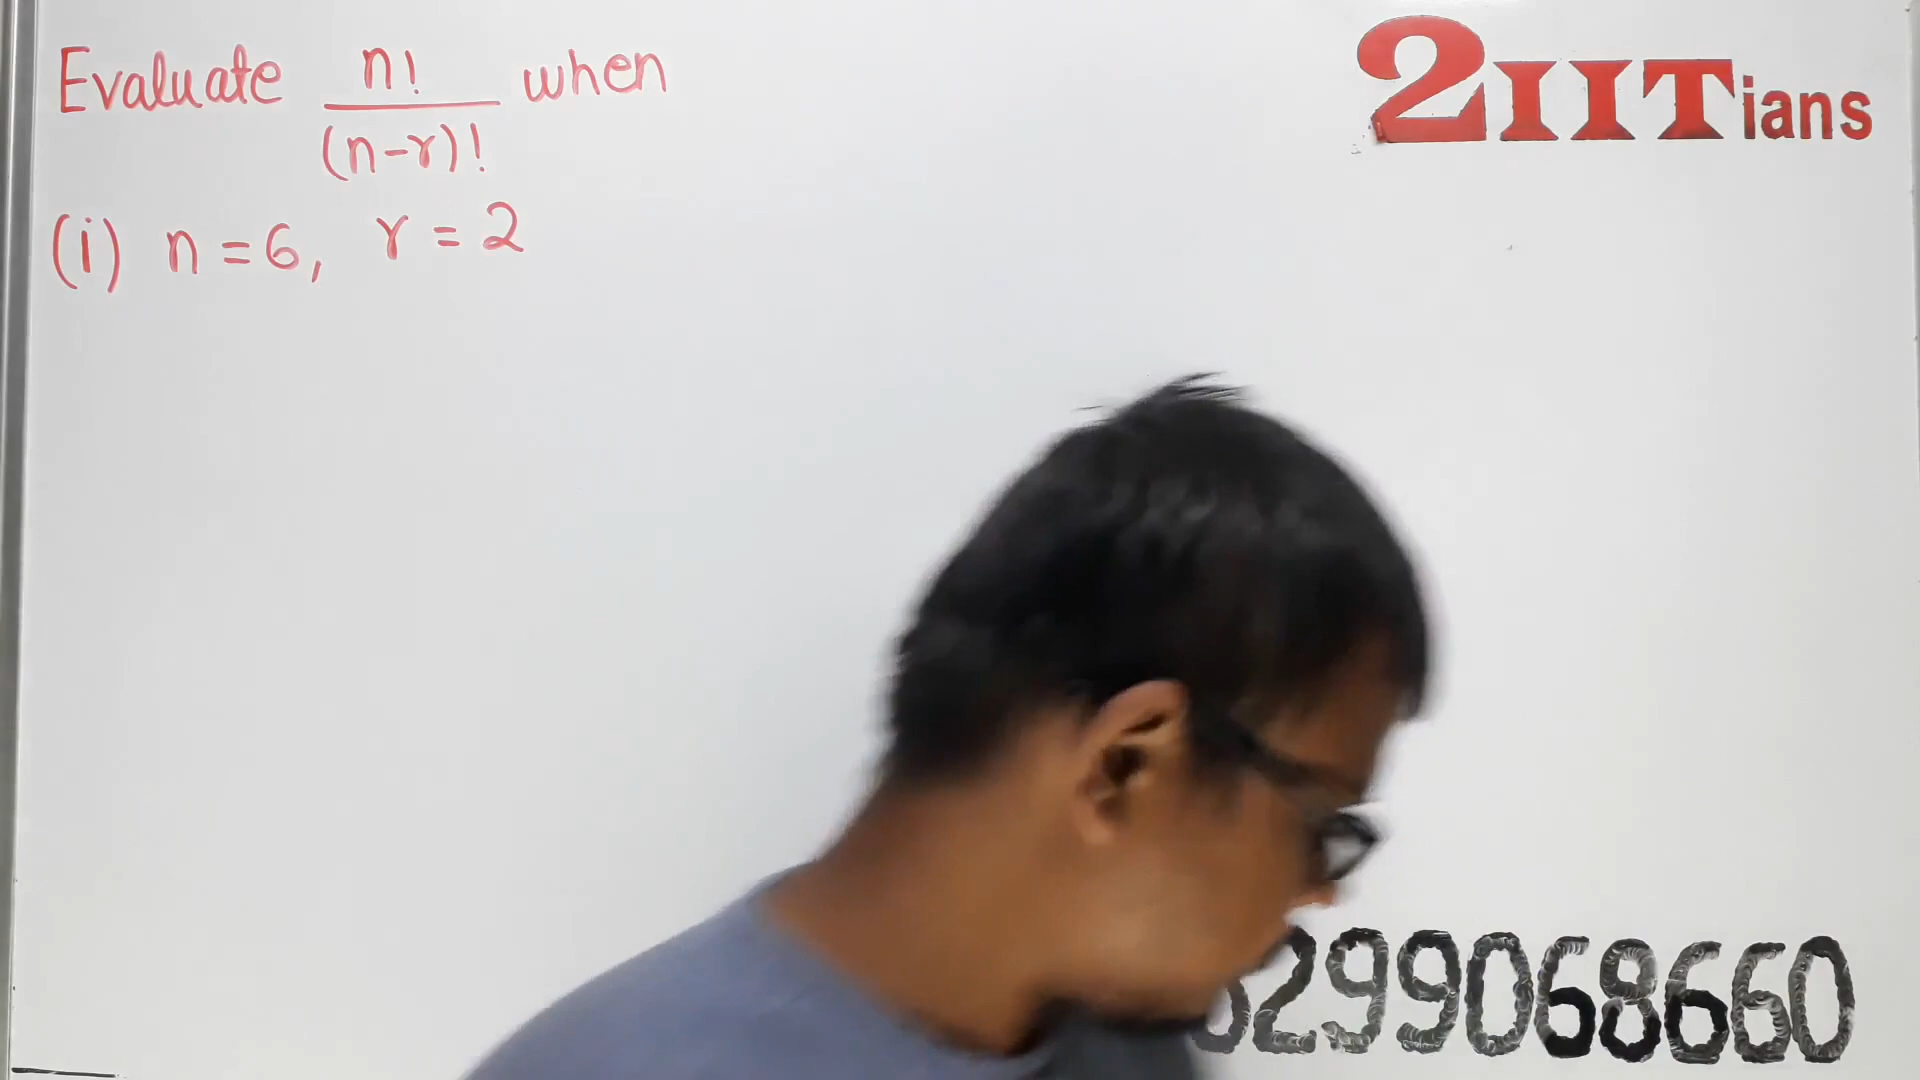 Evaluate n! / (n-r)! when
(i) n = 6, r = 2
2IITians
299068660